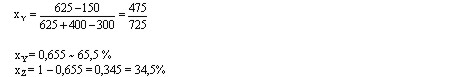 x_Y = (625−150)/(625+400−300) = 475/725
x_Y= 0,655 ~ 65,5 %
x_Z= 1 – 0,655 = 0,345 = 34,5%